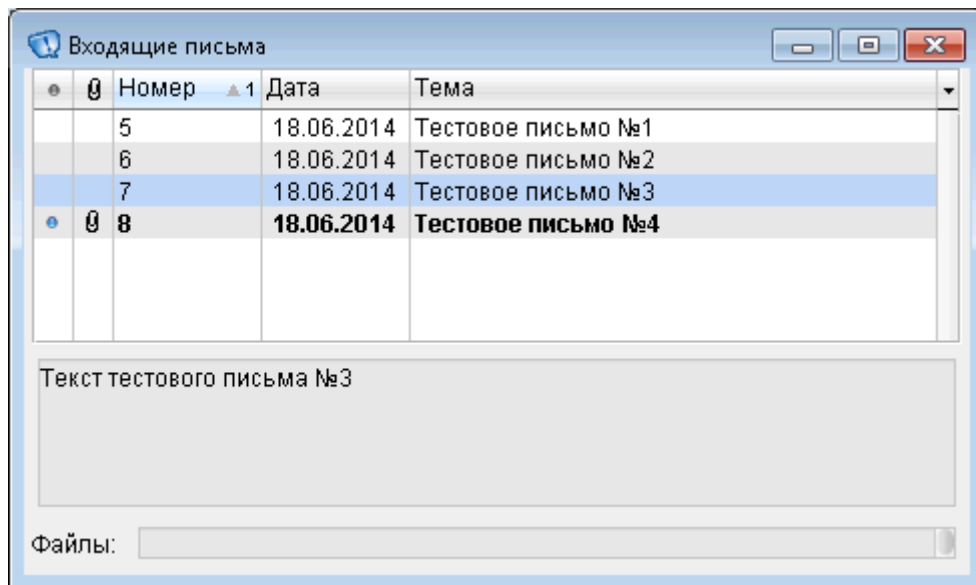 Входящие письма
Номер 1 Дата Тема
5 18.06.2014 Тестовое письмо №1
6 18.06.2014 Тестовое письмо №2
7 18.06.2014 Тестовое письмо №3
8 18.06.2014 Тестовое письмо №4
Текст тестового письма №3
Файлы: